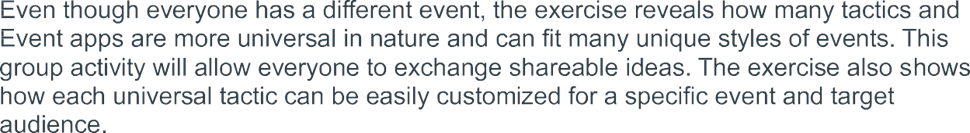 Even though everyone has a different event, the exercise reveals how many tactics and
Event apps are more universal in nature and can fit many unique styles of events. This
group activity will allow everyone to exchange shareable ideas. The exercise also shows
how each universal tactic can be easily customized for a specific event and target
audience.